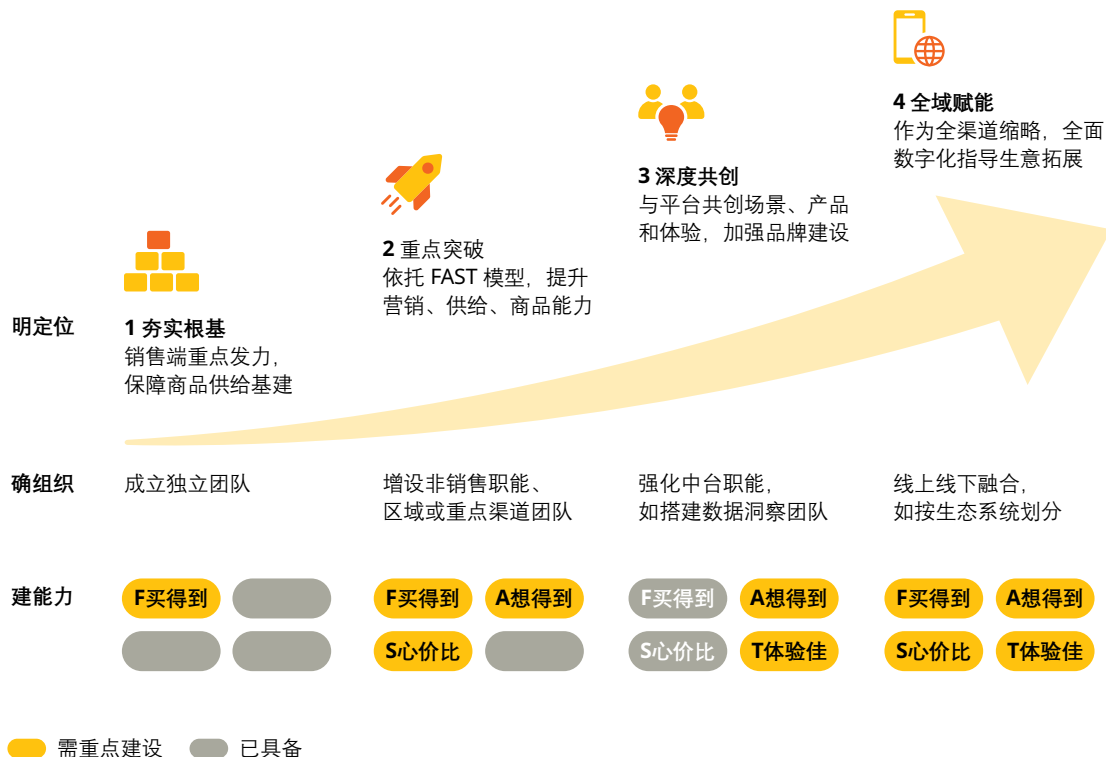 4 全域赋能
作为全渠道缩略，全面
数字化指导生意拓展
3 深度共创
与平台共创场景、产品
和体验，加强品牌建设
2 重点突破
依托 FAST 模型，提升
营销、供给、商品能力
明定位
1 夯实根基
销售端重点发力，
保障商品供给基建
确组织
成立独立团队
增设非销售职能、
区域或重点渠道团队
强化中台职能，
如搭建数据洞察团队
线上线下融合，
如按生态系统划分
建能力
F买得到
F买得到 A想得到
S心价比
F买得到 A想得到
S心价比 T体验佳
F买得到 A想得到
S心价比 T体验佳
需重点建设 已具备